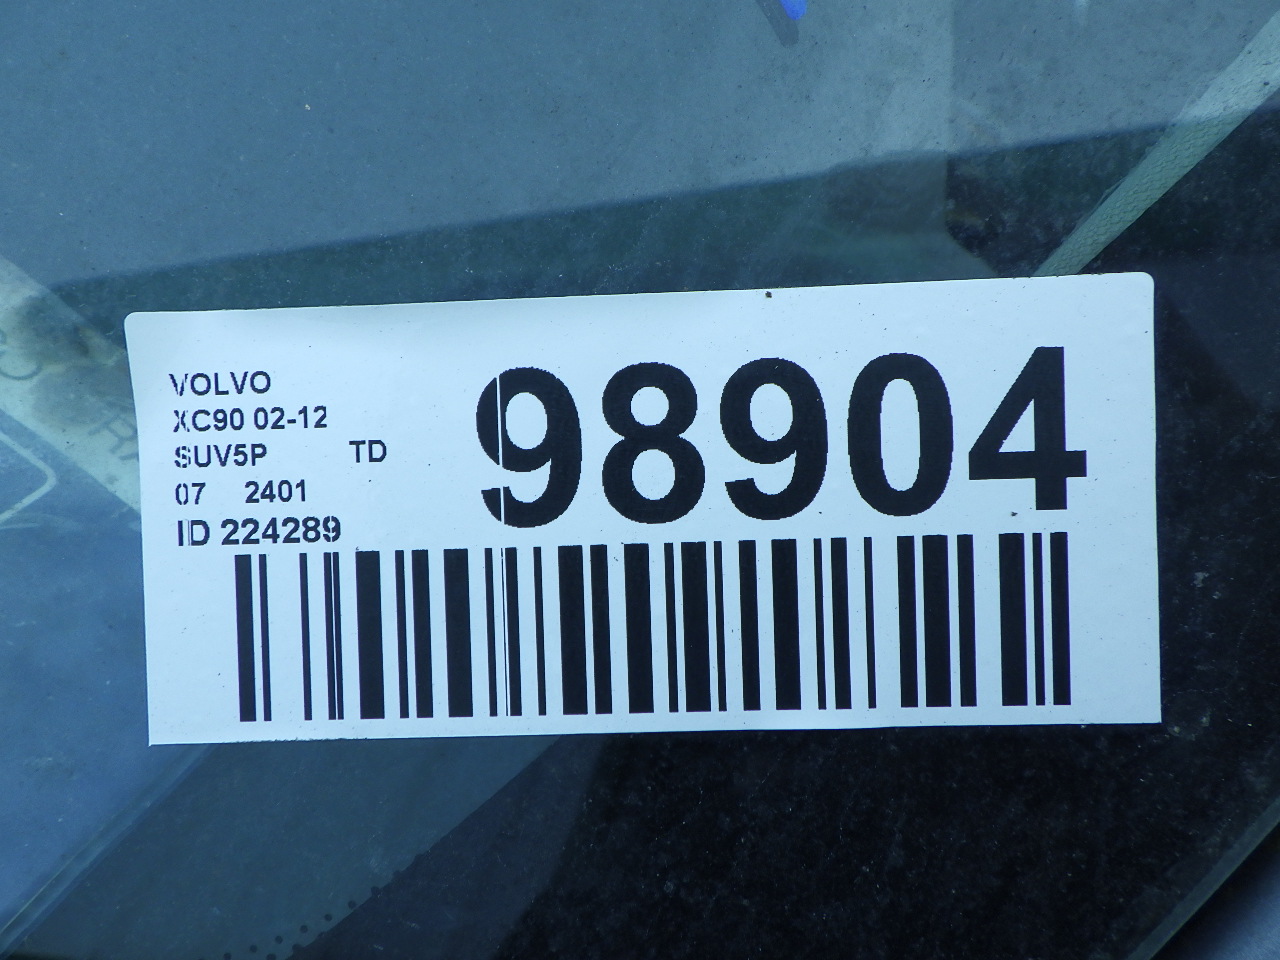 VOLVO
XC90 02-12
SUV5P TD
07 2401
ID 224289
98904